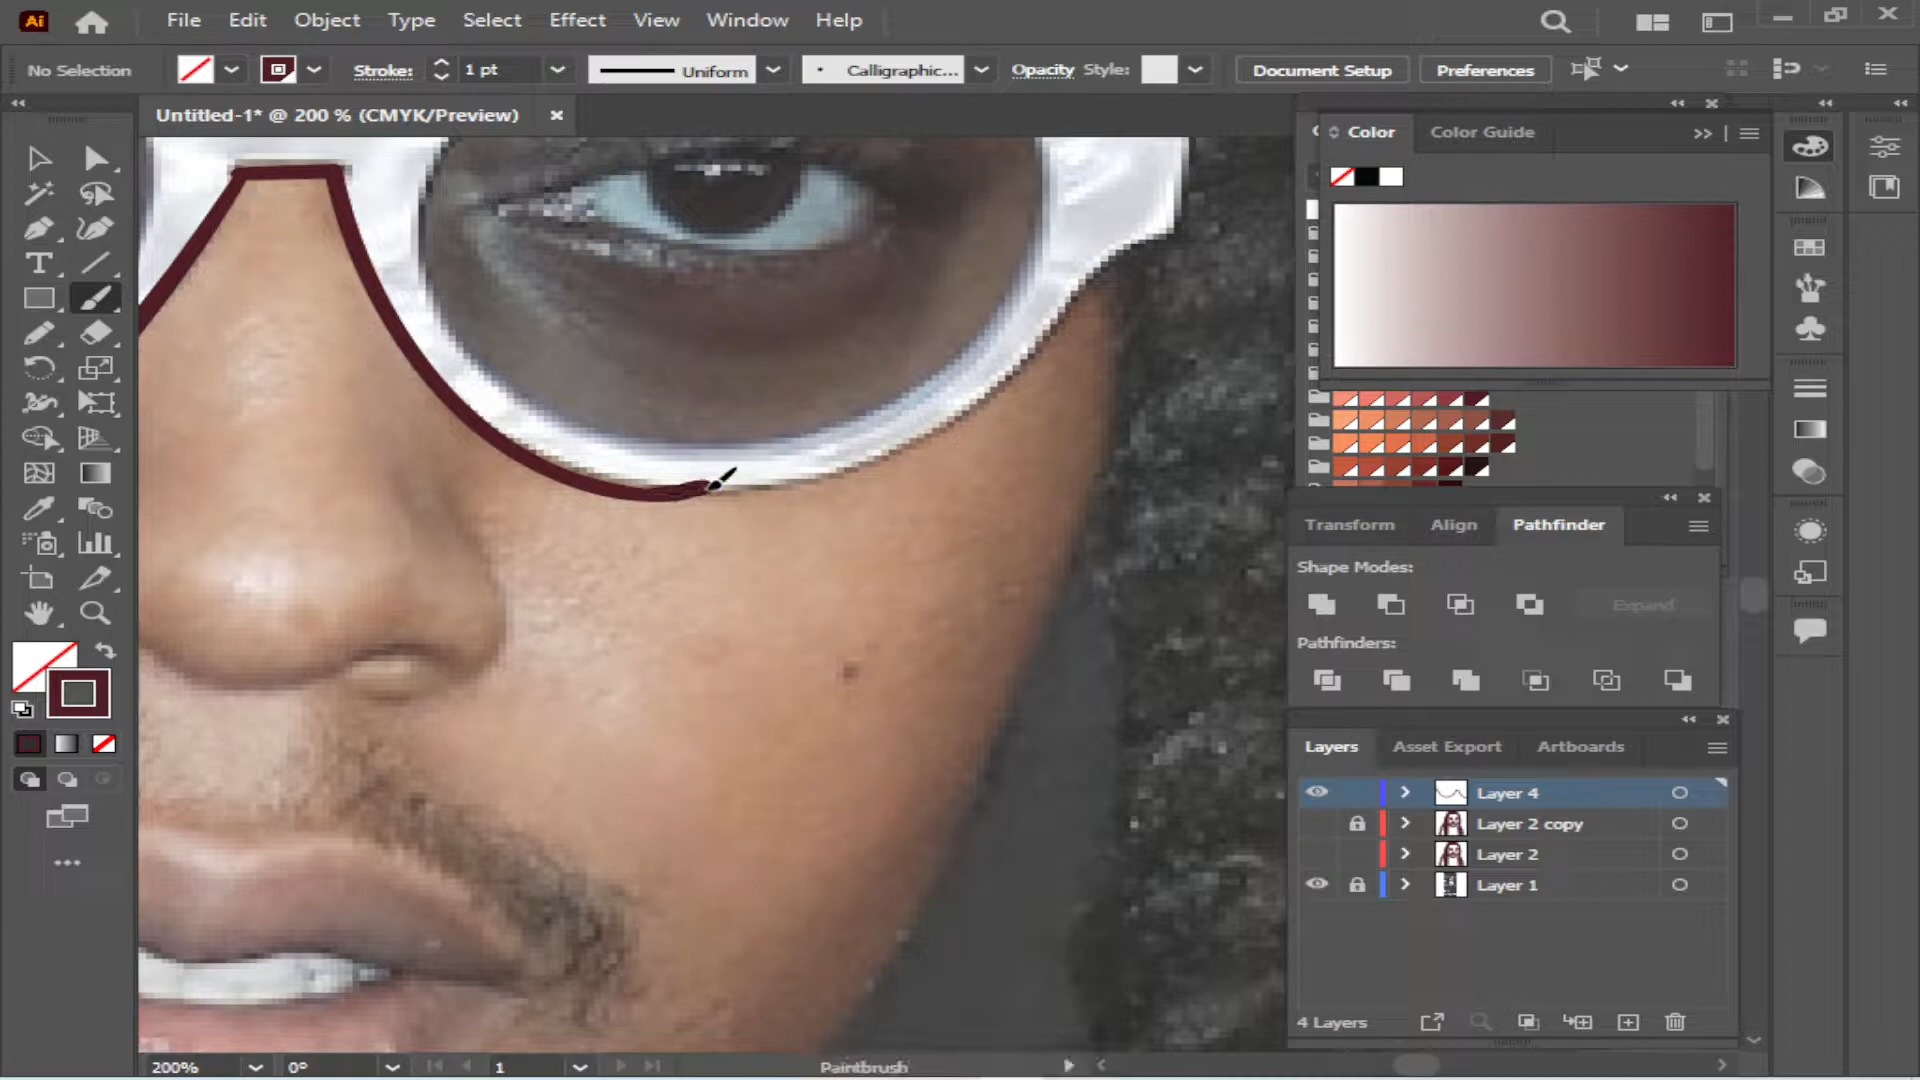 Ai File Edit Object Type Select Effect View Window Help
No Selection Stroke: 1 pt Uniform Calligraphic... Opacity Style: Document Setup Preferences
Untitled-1* @ 200 % (CMYK/Preview)
Color Color Guide
Transform Align Pathfinder
Shape Modes:
Expand
Pathfinders:
Layers Asset Export Artboards
Layer 4
Layer 2 copy
Layer 2
Layer 1
4 Layers
200% 0° 1 Paintbrush